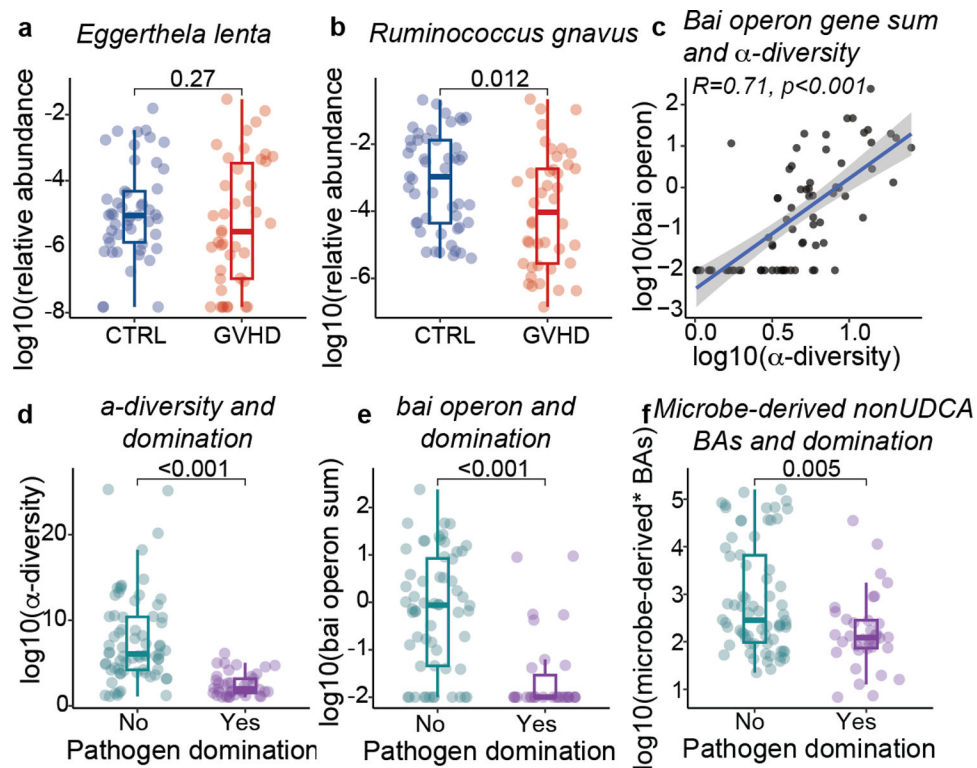 a
Eggerthela lenta
0.27
log10(relative abundance)
-2
-4
-6
-8
CTRL
GVHD
b
Ruminococcus gnavus
0.012
log10(relative abundance)
-2
-4
-6
CTRL
GVHD
c
Bai operon gene sum
and α-diversity
R=0.71, p<0.001
log10(bai operon)
2
1
0
-1
-2
-3
0.0
0.5
1.0
log10(α-diversity)
d
a-diversity and
domination
<0.001
log10(α-diversity)
20
10
0
No
Yes
Pathogen domination
e
bai operon and
domination
<0.001
log10(bai operon sum)
2
1
0
-1
-2
No
Yes
Pathogen domination
f
Microbe-derived nonUDCA
BAs and domination
0.005
log10(microbe-derived* BAs)
5
4
3
2
1
No
Yes
Pathogen domination